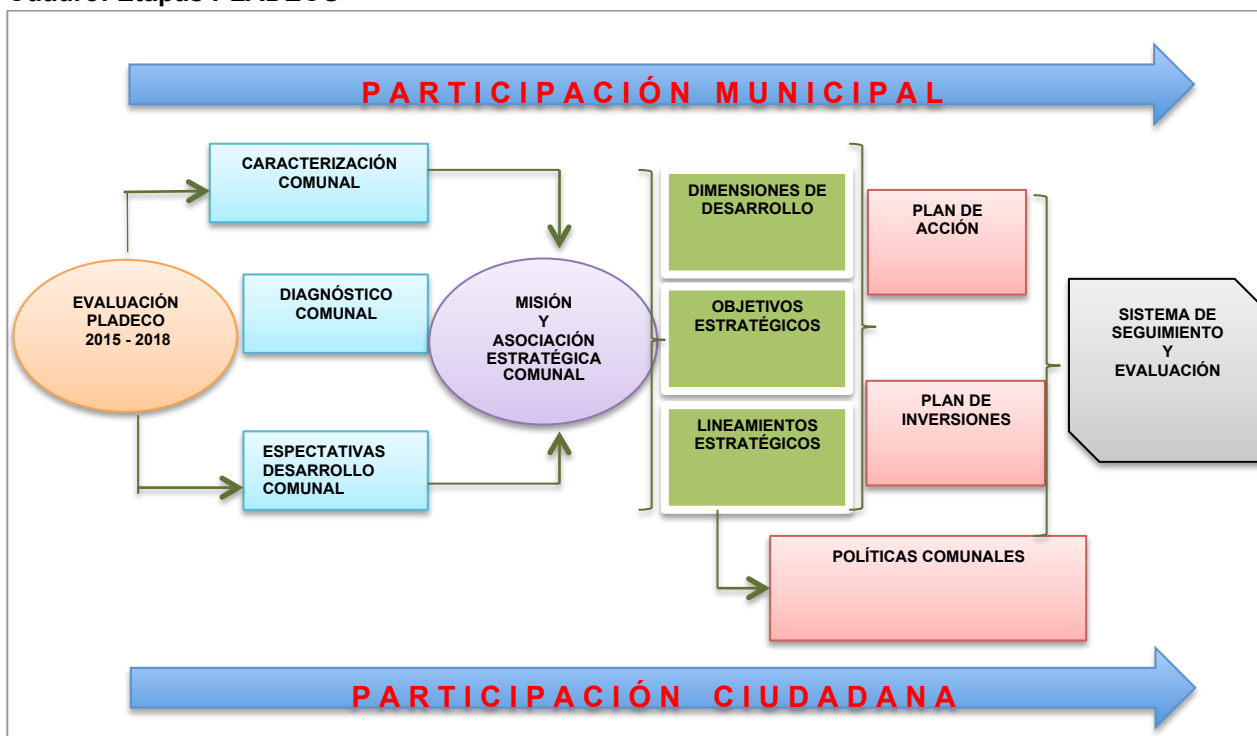 PARTICIPACIÓN MUNICIPAL
CARACTERIZACIÓN
COMUNAL
DIMENSIONES DE
DESARROLLO
PLAN DE
ACCIÓN
EVALUACIÓN
PLADECO
2015 - 2018
DIAGNÓSTICO
COMUNAL
MISIÓN
Y
ASOCIACIÓN
ESTRATÉGICA
COMUNAL
OBJETIVOS
ESTRATÉGICOS
SISTEMA DE
SEGUIMIENTO
Y
EVALUACIÓN
ESPECTATIVAS
DESARROLLO
COMUNAL
LINEAMIENTOS
ESTRATÉGICOS
PLAN DE
INVERSIONES
POLÍTICAS COMUNALES
PARTICIPACIÓN CIUDADANA